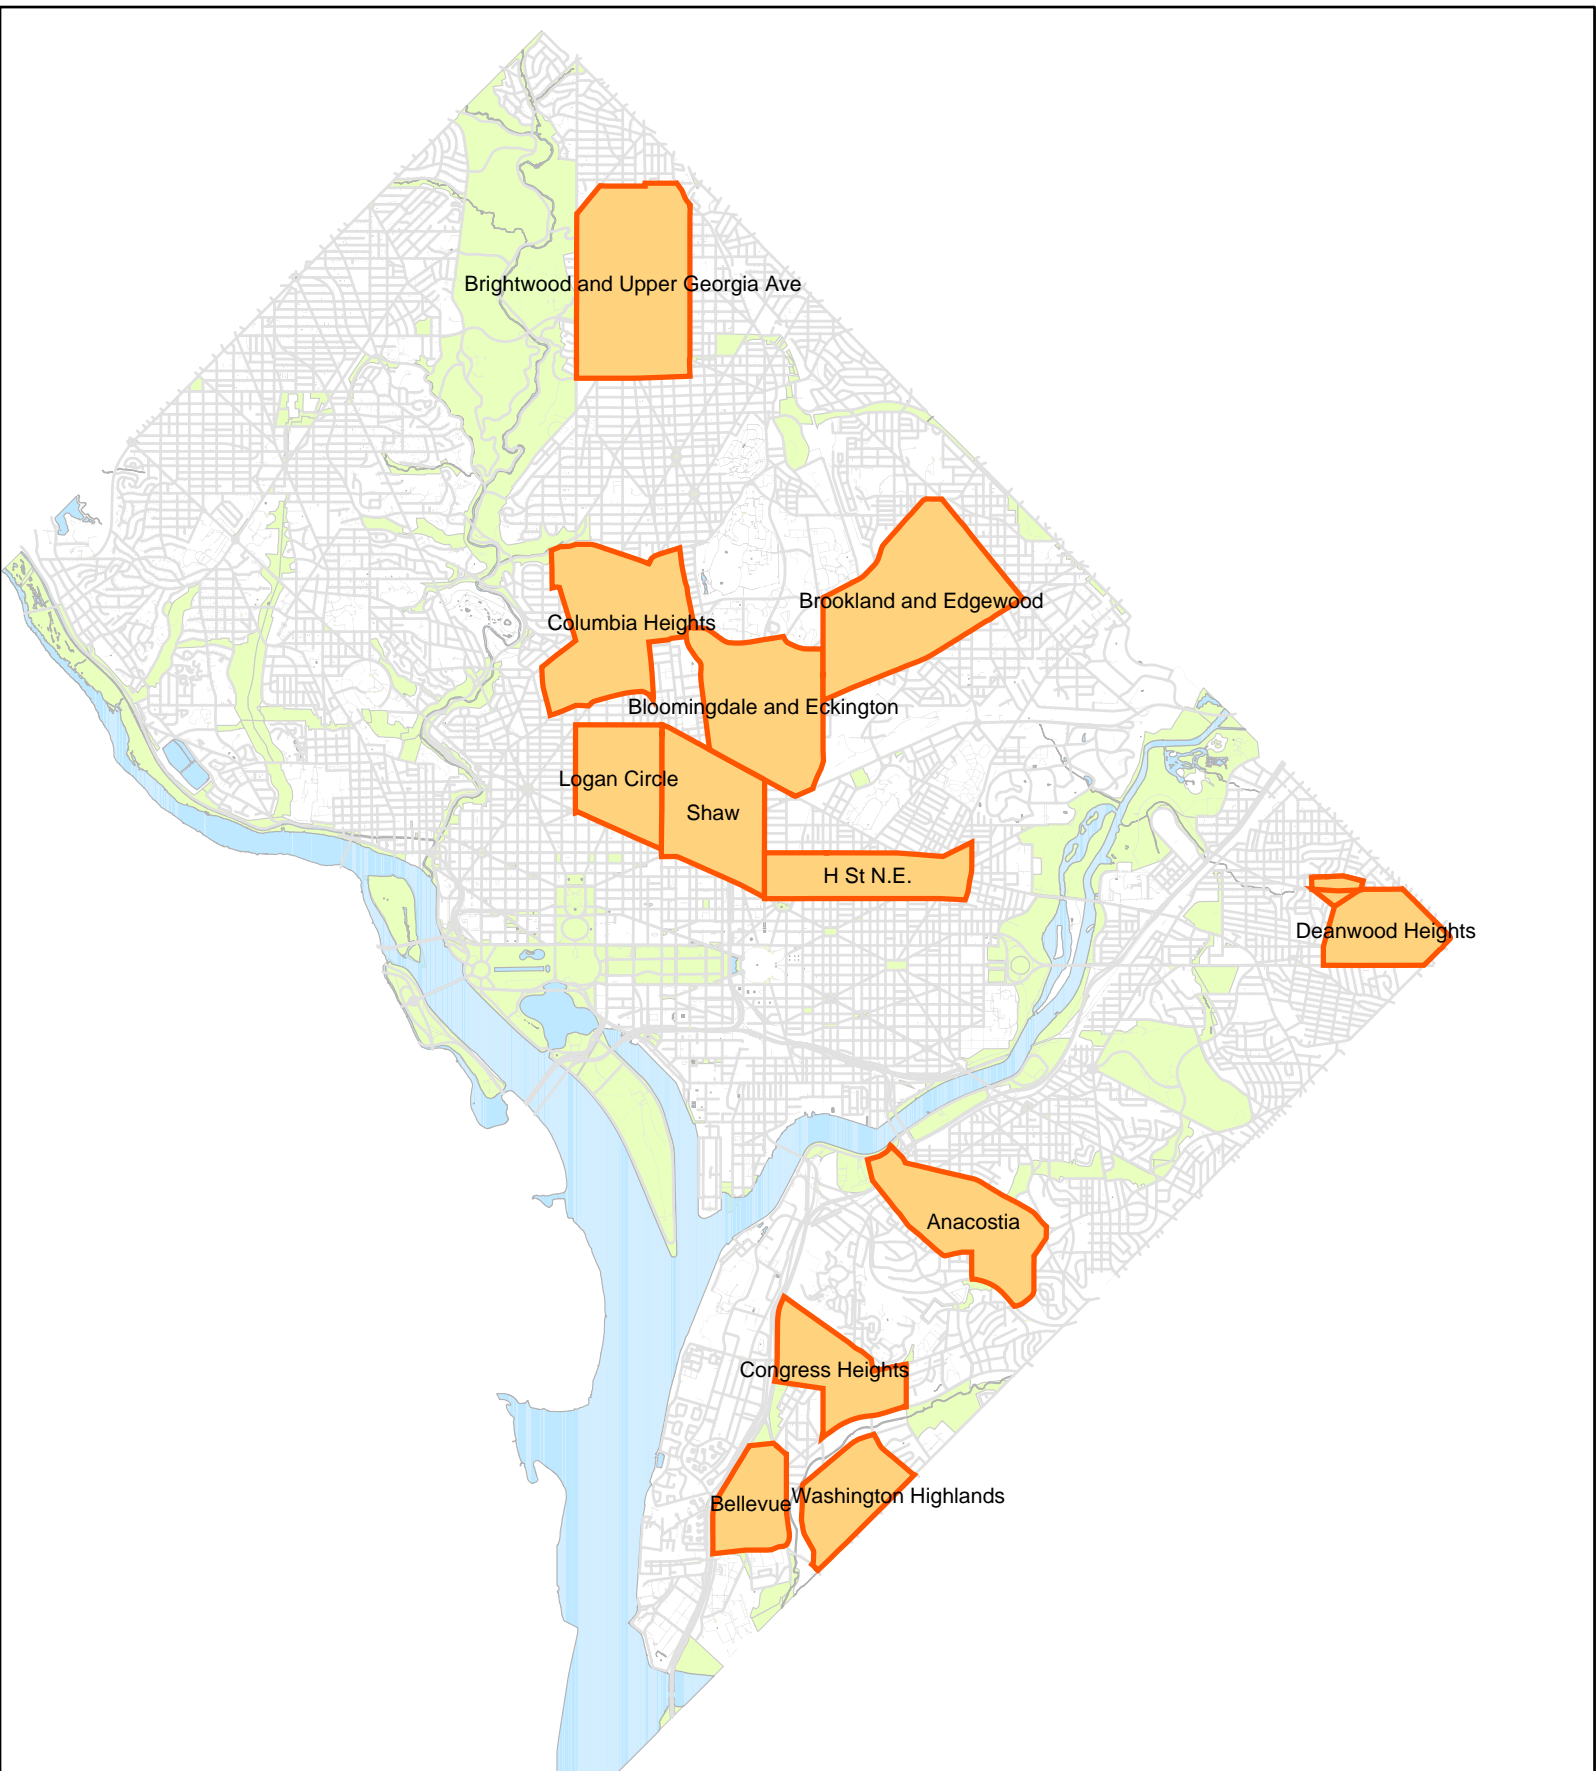 Brightwood and Upper Georgia Ave
Brookland and Edgewood
Columbia Heights
Bloomingdale and Eckington
Logan Circle
Shaw
H St N.E.
Deanwood Heights
Anacostia
Congress Heights
Washington Highlands
Bellevue